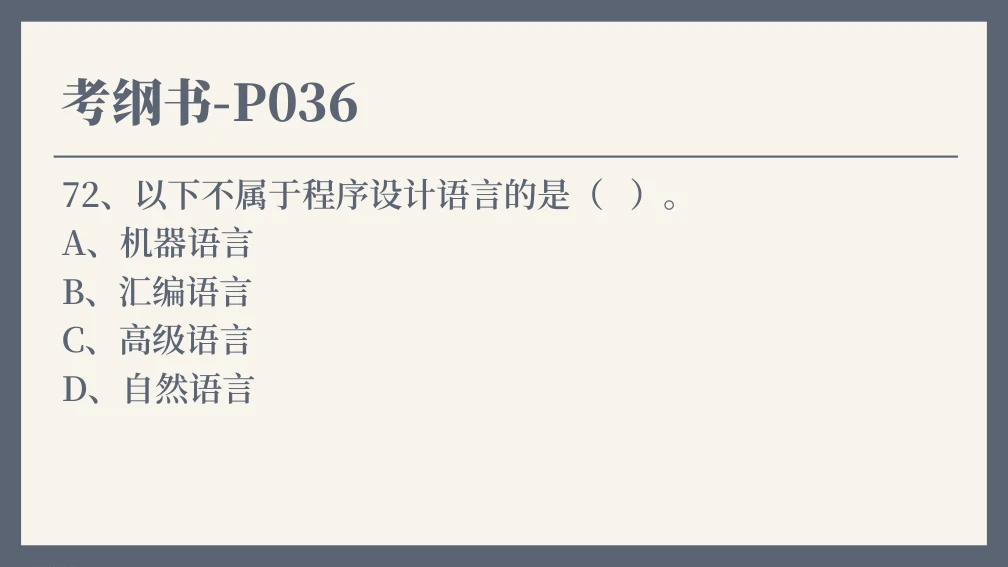 考纲书-P036
72、以下不属于程序设计语言的是（  ）。
A、机器语言
B、汇编语言
C、高级语言
D、自然语言